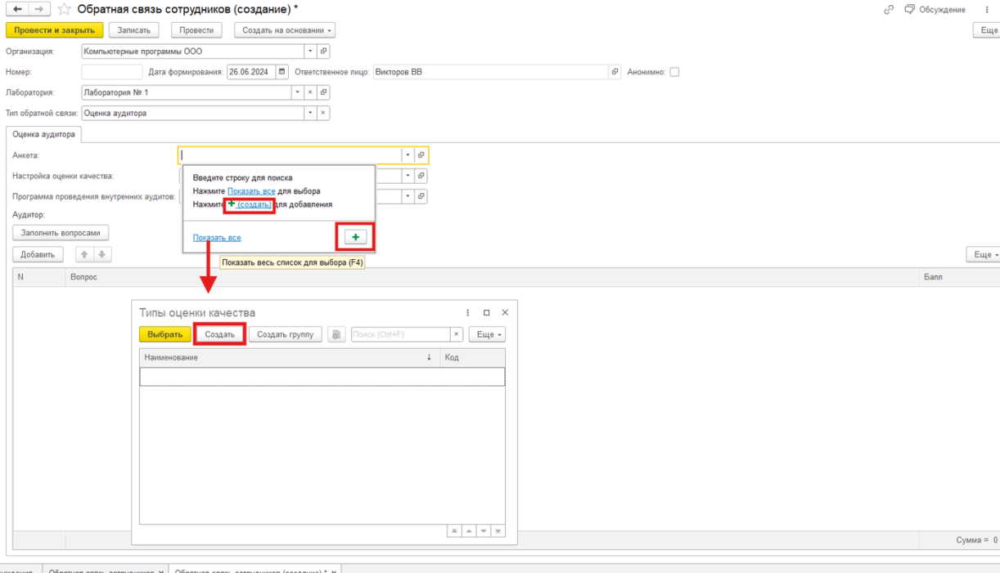 Обратная связь сотрудников (создание) *
Обсуждение
Провести и закрыть Записать Провести Создать на основании Еще
Организация: Компьютерные программы ООО
Номер: Дата формирования: 26.06.2024 Ответственное лицо: Викторов ВВ Анонимно:
Лаборатория: Лаборатория № 1
Тип обратной связи: Оценка аудитора
Оценка аудитора
Анкета:
Введите строку для поиска
Настройка оценки качества:
Нажмите Показать все для выбора
Программа проведения внутренних аудитов:
Нажмите + (создать) для добавления
Аудитор:
Заполнить вопросами
Показать все
Добавить
Еще
Показать весь список для выбора (F4)
N Вопрос Балл
Типы оценки качества
Выбрать Создать Создать группу Поиск (Ctrl+F) × Еще
Наименование ↓ Код
Сумма = 0
Обратная связь сотрудников × Обратная связь сотрудников (создание) * ×